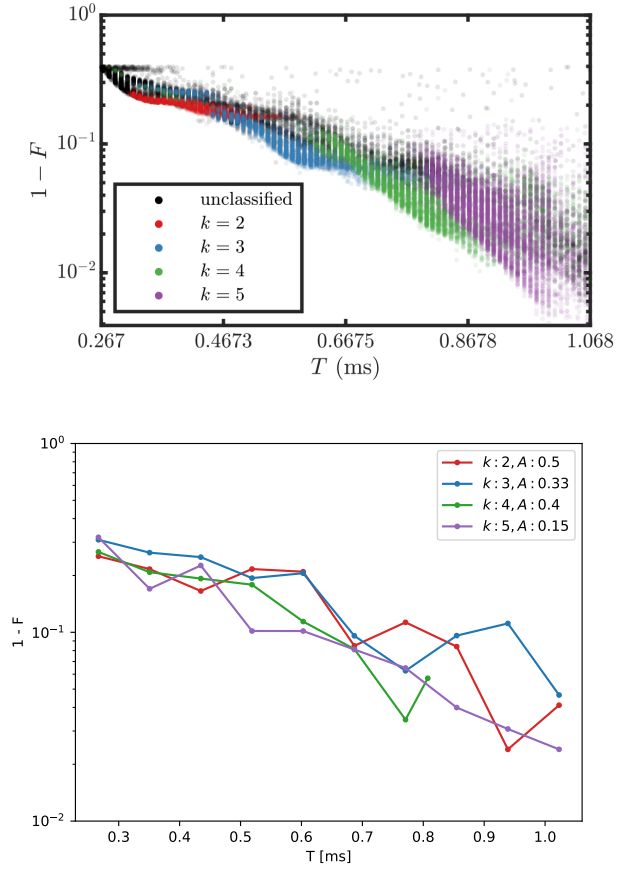 10^0
10^-1
10^-2
1 − F
unclassified
k = 2
k = 3
k = 4
k = 5
0.267 0.4673 0.6675 0.8678 1.068
T (ms)
10^0
10^-1
10^-2
1 - F
k : 2, A : 0.5
k : 3, A : 0.33
k : 4, A : 0.4
k : 5, A : 0.15
0.3 0.4 0.5 0.6 0.7 0.8 0.9 1.0
T [ms]